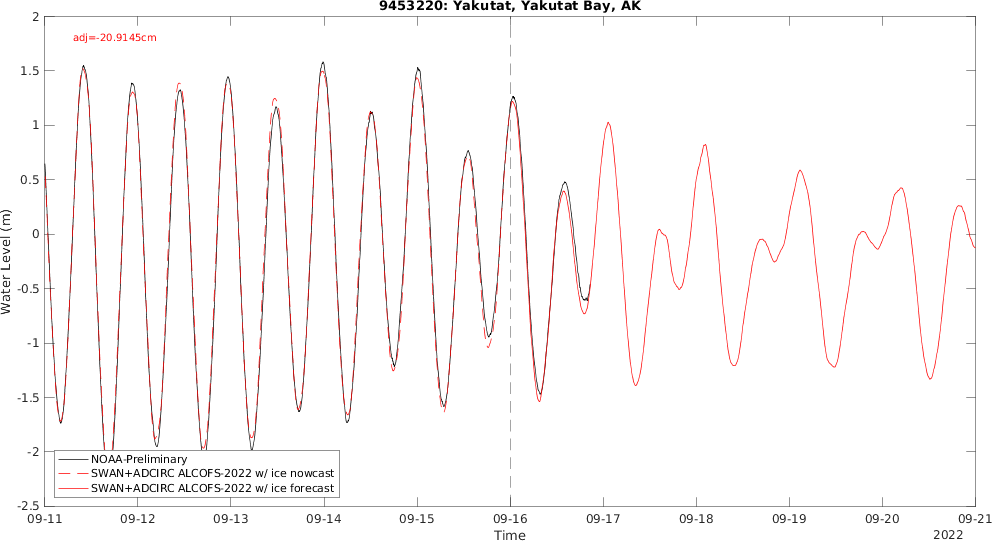 9453220: Yakutat, Yakutat Bay, AK
adj=-20.9145cm
2
1.5
1
0.5
0
-0.5
-1
-1.5
-2
-2.5
Water Level (m)
NOAA-Preliminary
SWAN+ADCIRC ALCOFS-2022 w/ ice nowcast
SWAN+ADCIRC ALCOFS-2022 w/ ice forecast
09-11 09-12 09-13 09-14 09-15 09-16 09-17 09-18 09-19 09-20 09-21
Time
2022